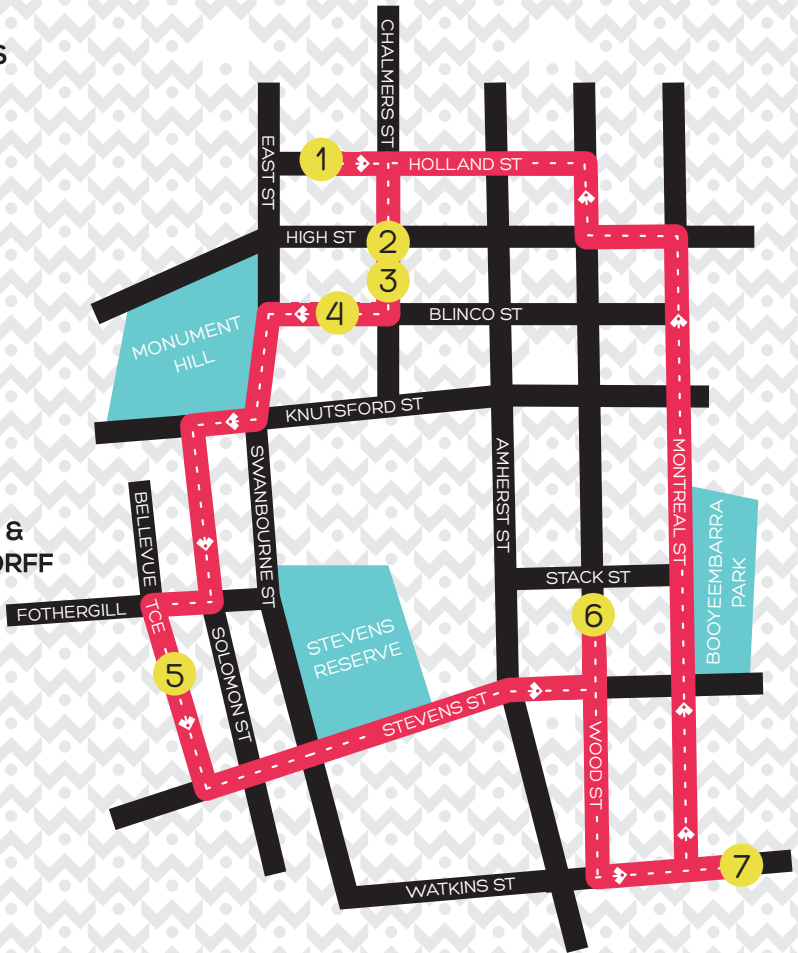 S
CHALMERS ST
EAST ST
1
HOLLAND ST
HIGH ST
2
3
4
BLINCO ST
MONUMENT
HILL
KNUTSFORD ST
SWANBOURNE ST
AMHERST ST
MONTREAL ST
BELLEVUE
TCE
&
ORFF
FOTHERGILL
STACK ST
BOOYEEMBARRA
PARK
6
STEVENS
RESERVE
SOLOMON ST
5
STEVENS ST
WOOD ST
7
WATKINS ST